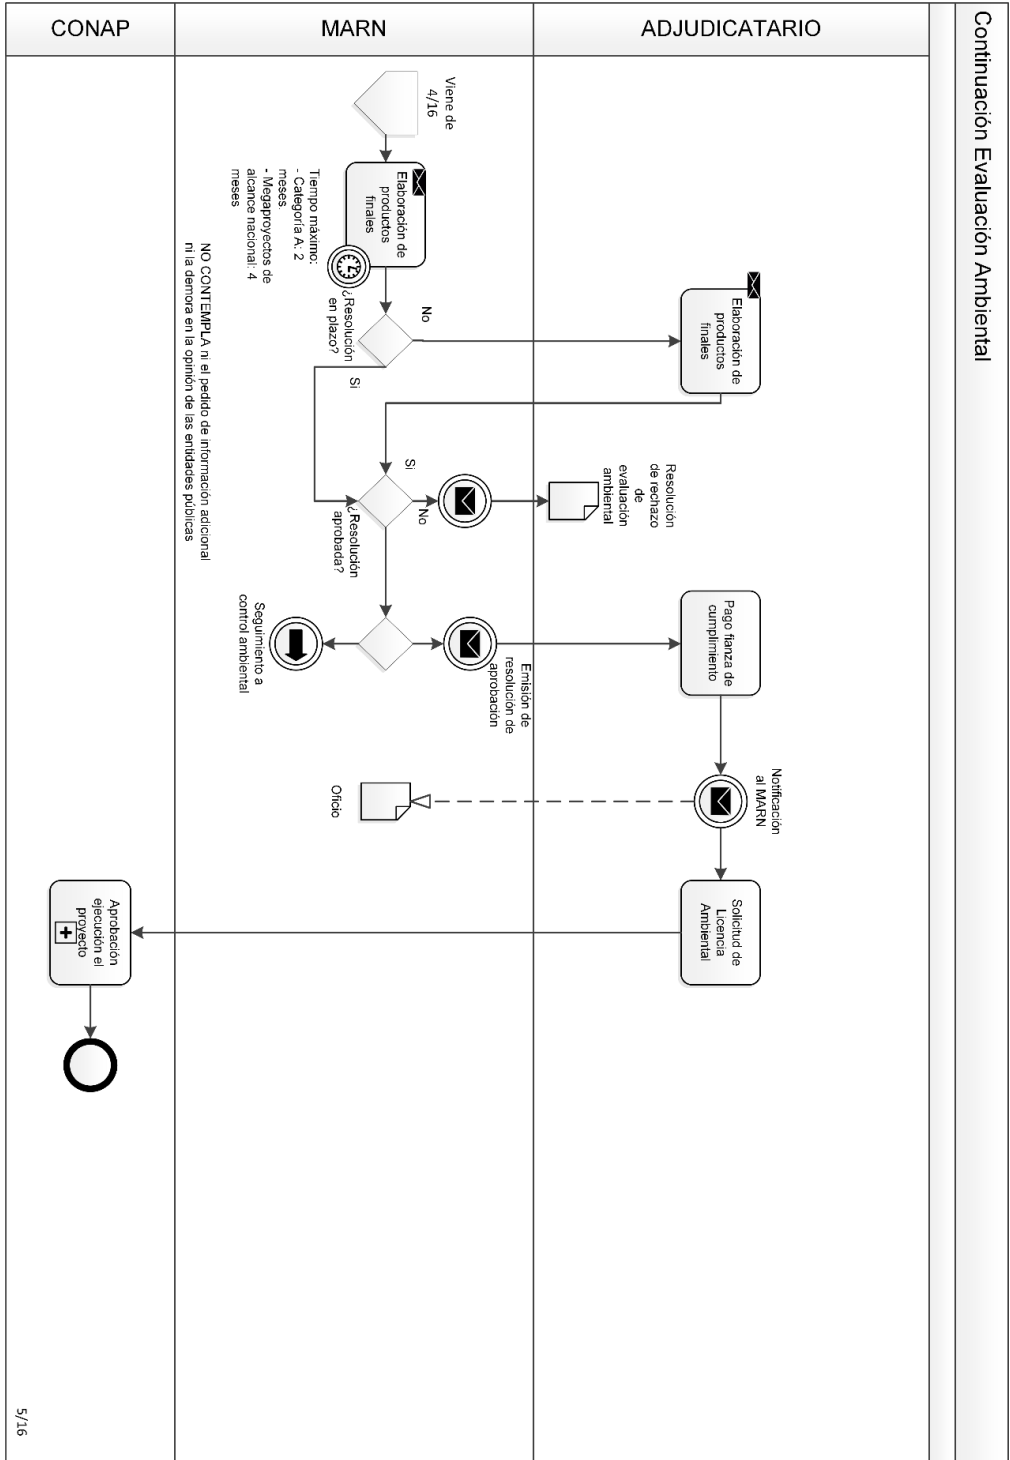 Continuación Evaluación Ambiental
CONAP
MARN
ADJUDICATARIO
Viene de
4/16
Elaboración de
productos
finales
Tiempo máximo:
- Categoría A: 2
meses
- Megaproyectos de
alcance nacional: 4
meses
NO CONTEMPLA ni el pedido de información adicional
ni la demora en la opinión de las entidades públicas
¿Resolución
en plazo?
No
Si
Elaboración de
productos
finales
Si
¿Resolución
aprobada?
No
Resolución
de rechazo
de
evaluación
ambiental
Seguimiento a
control ambiental
Emisión de
resolución de
aprobación
Pago fianza de
cumplimiento
Notificación
al MARN
Oficio
Solicitud de
Licencia
Ambiental
Aprobación
ejecución el
proyecto
5/16